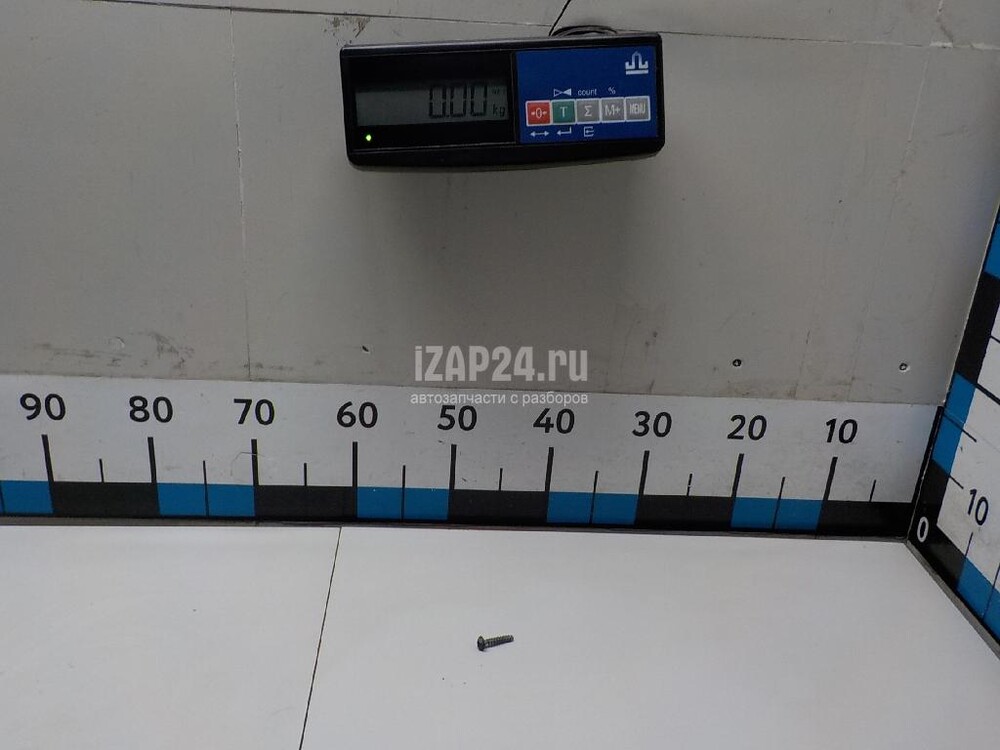 0.00
kg
count %
→0← T Σ M+ MENU
iZAP24.ru
автозапчасти с разборов
90 80 70 60 50 40 30 20 10
10
0